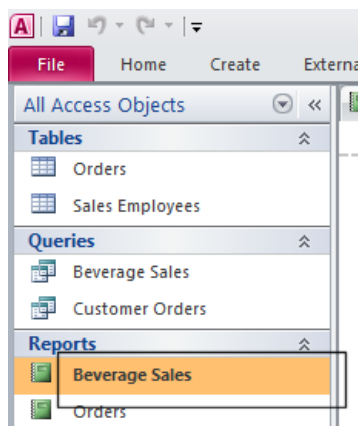 A
File Home Create Externa
All Access Objects
Tables
Orders
Sales Employees
Queries
Beverage Sales
Customer Orders
Reports
Beverage Sales
Orders